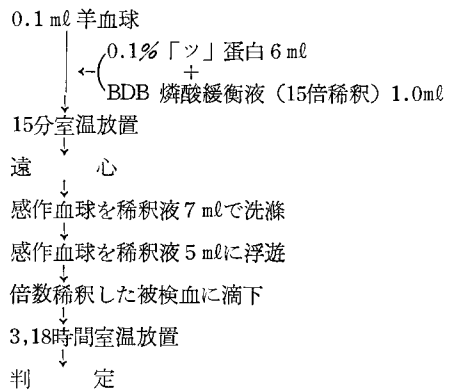 0.1 ml 羊血球
0.1%「ツ」蛋白 6 ml
+
BDB 燐酸緩衝液（15倍稀釈）1.0ml
15分室温放置
遠　心
感作血球を稀釈液 7 mlで洗滌
感作血球を稀釈液 5 mlに浮遊
倍数稀釈した被検血に滴下
3,18時間室温放置
判　定